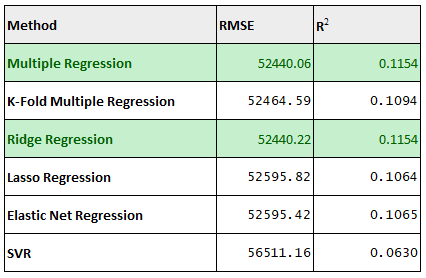 Method RMSE R²
Multiple Regression 52440.06 0.1154
K-Fold Multiple Regression 52464.59 0.1094
Ridge Regression 52440.22 0.1154
Lasso Regression 52595.82 0.1064
Elastic Net Regression 52595.42 0.1065
SVR 56511.16 0.0630